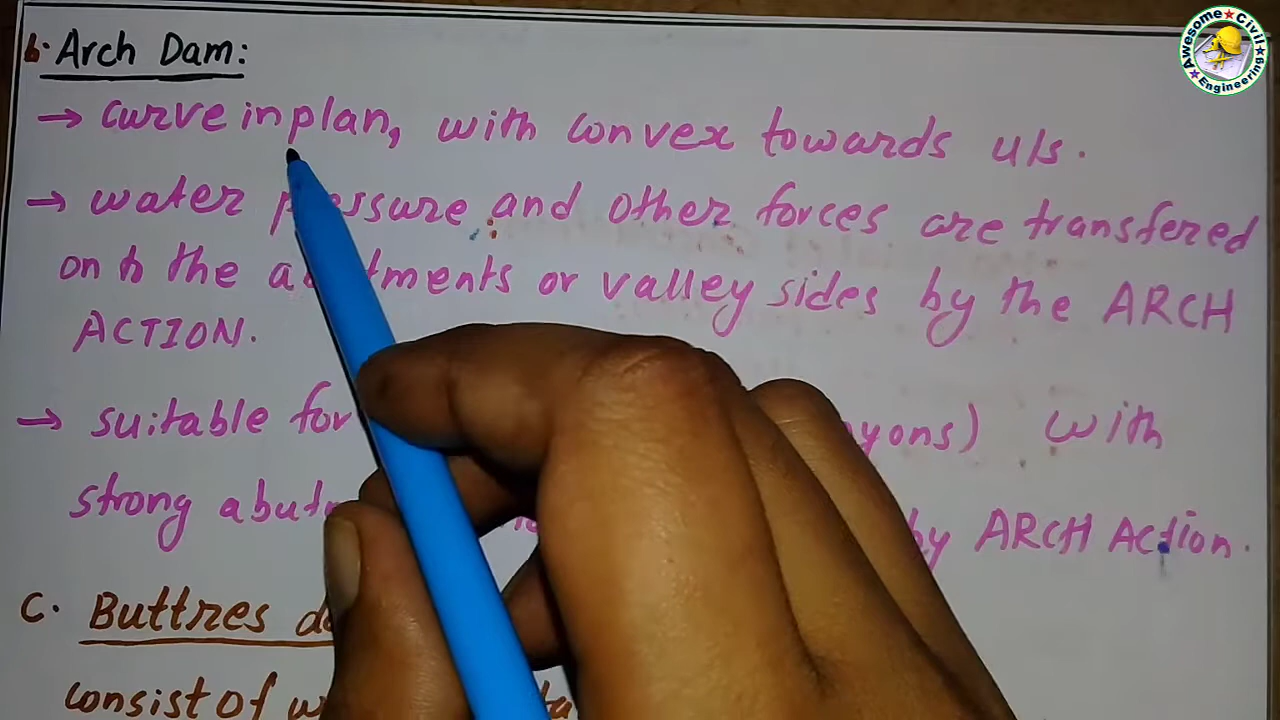 b. Arch Dam:
→ curve in plan, with convex towards u/s.
→ water pressure and other forces are transfered
on to the abutments or valley sides by the ARCH
ACTION.
→ suitable for with
strong by ARCH Action.
C. Buttres
consist of
Awesome Civil Engineering